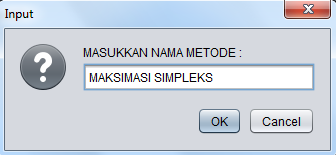 Input
MASUKKAN NAMA METODE :
MAKSIMASI SIMPLEKS
OK
Cancel